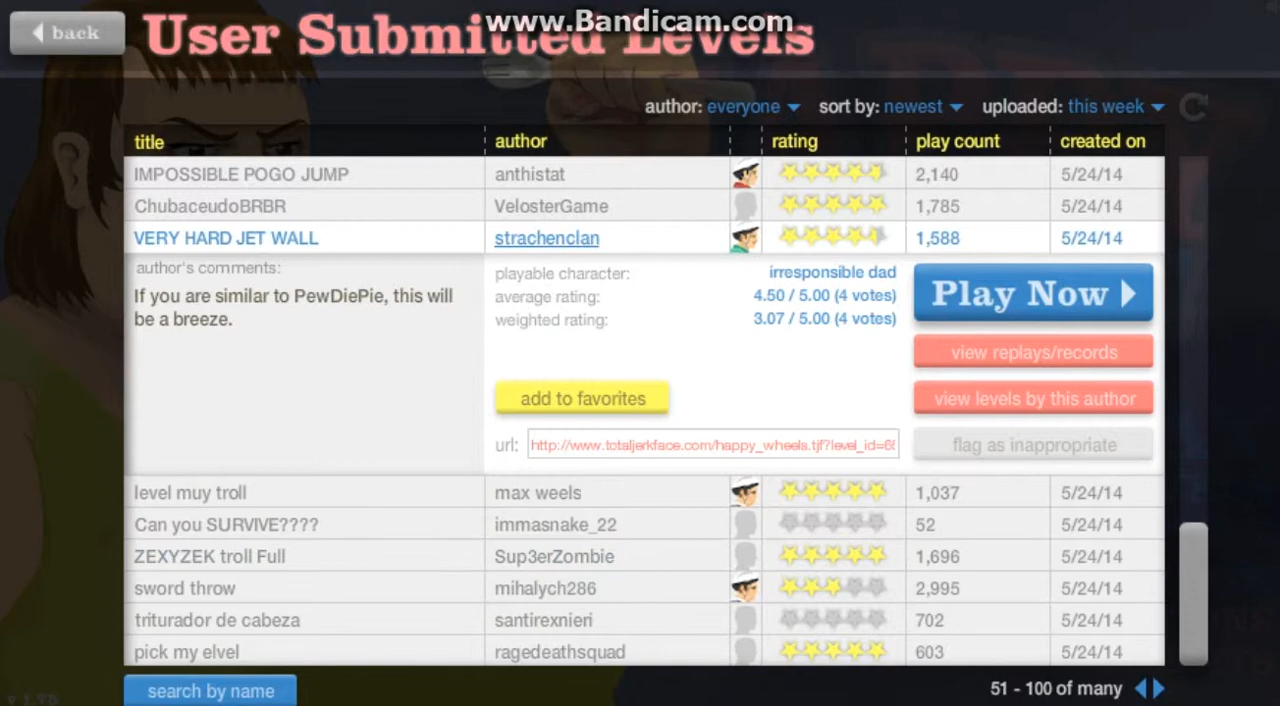 www.Bandicam.com
back
User Submitted Levels
author: everyone sort by: newest uploaded: this week
title author rating play count created on
IMPOSSIBLE POGO JUMP anthistat 2,140 5/24/14
ChubaceudoBRBR VelosterGame 1,785 5/24/14
VERY HARD JET WALL strachenclan 1,588 5/24/14
author's comments:
If you are similar to PewDiePie, this will
be a breeze.
playable character: irresponsible dad
average rating: 4.50 / 5.00 (4 votes)
weighted rating: 3.07 / 5.00 (4 votes)
add to favorites
url: http://www.totaljerkface.com/happy_wheels.tjf?level_id=6
Play Now
view replays/records
view levels by this author
flag as inappropriate
level muy troll max weels 1,037 5/24/14
Can you SURVIVE???? immasnake_22 52 5/24/14
ZEXYZEK troll Full Sup3erZombie 1,696 5/24/14
sword throw mihalych286 2,995 5/24/14
triturador de cabeza santirexnieri 702 5/24/14
pick my elvel ragedeathsquad 603 5/24/14
search by name
51 - 100 of many